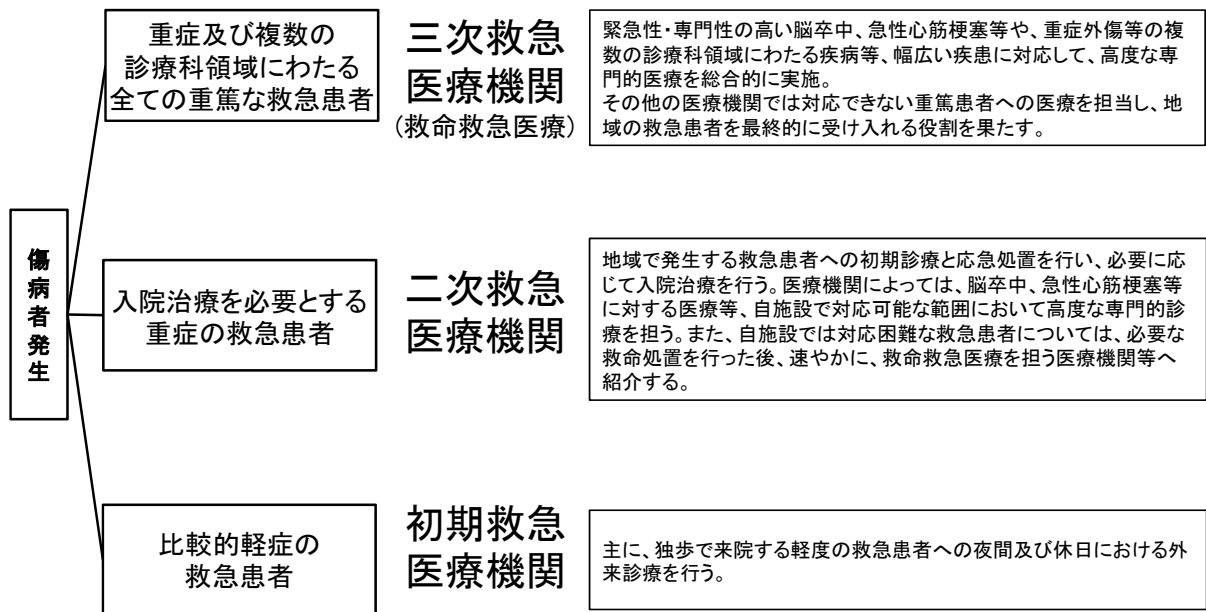 傷病者発生
重症及び複数の
診療科領域にわたる
全ての重篤な救急患者
三次救急
医療機関
(救命救急医療)
緊急性・専門性の高い脳卒中、急性心筋梗塞等や、重症外傷等の複
数の診療科領域にわたる疾病等、幅広い疾患に対応して、高度な専
門的医療を総合的に実施。
その他の医療機関では対応できない重篤患者への医療を担当し、地
域の救急患者を最終的に受け入れる役割を果たす。
入院治療を必要とする
重症の救急患者
二次救急
医療機関
地域で発生する救急患者への初期診療と応急処置を行い、必要に応
じて入院治療を行う。医療機関によっては、脳卒中、急性心筋梗塞等
に対する医療等、自施設で対応可能な範囲において高度な専門的診
療を担う。また、自施設では対応困難な救急患者については、必要な
救命処置を行った後、速やかに、救命救急医療を担う医療機関等へ
紹介する。
比較的軽症の
救急患者
初期救急
医療機関
主に、独歩で来院する軽度の救急患者への夜間及び休日における外
来診療を行う。